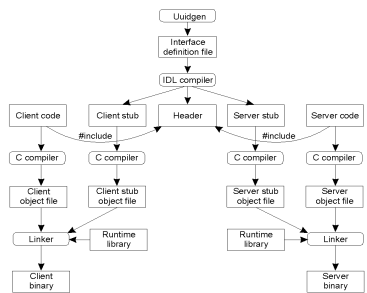 Uuidgen
Interface
definition file
IDL compiler
Client code
Client stub
Header
Server stub
Server code
#include
#include
C compiler
C compiler
C compiler
C compiler
Client
object file
Client stub
object file
Server stub
object file
Server
object file
Linker
Runtime
library
Runtime
library
Linker
Client
binary
Server
binary